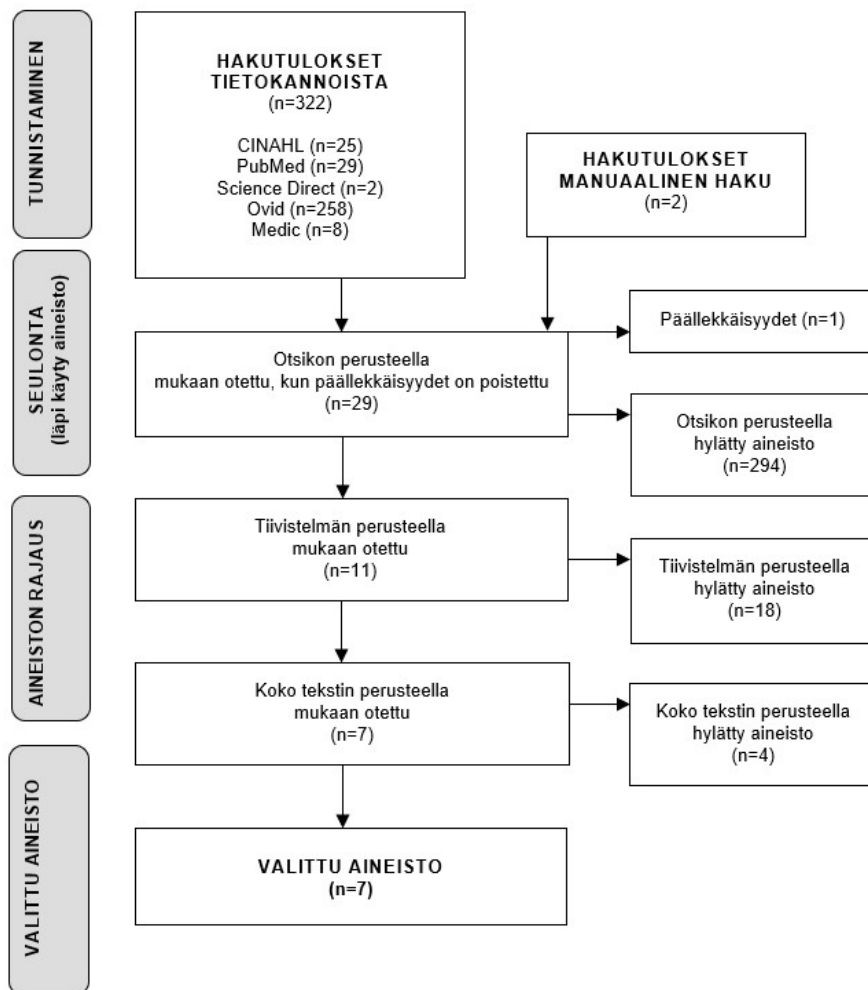 TUNNISTAMINEN
HAKUTULOKSET
TIETOKANNOISTA
(n=322)
CINAHL (n=25)
PubMed (n=29)
Science Direct (n=2)
Ovid (n=258)
Medic (n=8)
HAKUTULOKSET
MANUAALINEN HAKU
(n=2)
SEULONTA
(läpi käyty aineisto)
Otsikon perusteella
mukaan otettu, kun päällekkäisyydet on poistettu
(n=29)
Päällekkäisyydet (n=1)
Otsikon perusteella
hylätty aineisto
(n=294)
AINEISTON RAJAUS
Tiivistelmän perusteella
mukaan otettu
(n=11)
Tiivistelmän perusteella
hylätty aineisto
(n=18)
Koko tekstin perusteella
mukaan otettu
(n=7)
Koko tekstin perusteella
hylätty aineisto
(n=4)
VALITTU AINEISTO
VALITTU AINEISTO
(n=7)